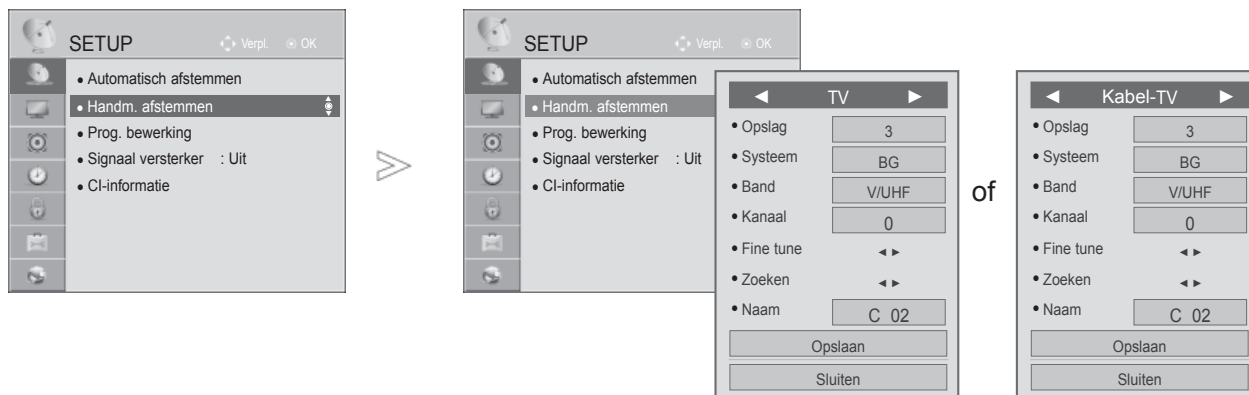 SETUP Verpl. OK
• Automatisch afstemmen
• Handm. afstemmen
• Prog. bewerking
• Signaal versterker : Uit
• CI-informatie
SETUP Verpl. OK
• Automatisch afstemmen
• Handm. afstemmen
• Prog. bewerking
• Signaal versterker : Uit
• CI-informatie
◄ TV ►
• Opslag 3
• Systeem BG
• Band V/UHF
• Kanaal 0
• Fine tune ◄ ►
• Zoeken ◄ ►
• Naam C 02
Opslaan
Sluiten
of
◄ Kabel-TV ►
• Opslag 3
• Systeem BG
• Band V/UHF
• Kanaal 0
• Fine tune ◄ ►
• Zoeken ◄ ►
• Naam C 02
Opslaan
Sluiten